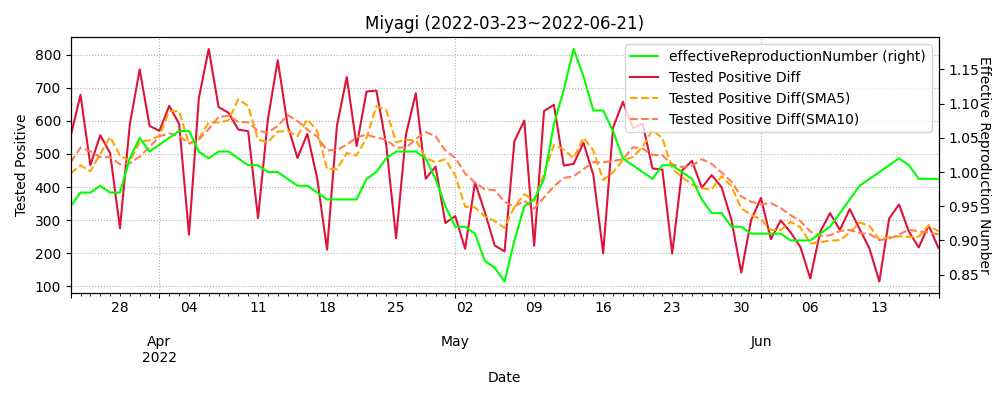 Miyagi (2022-03-23~2022-06-21)
effectiveReproductionNumber (right)
Tested Positive Diff
Tested Positive Diff(SMA5)
Tested Positive Diff(SMA10)
Tested Positive
800
700
600
500
400
300
200
100
1.15
1.10
1.05
1.00
0.95
0.90
0.85
Effective Reproduction Number
28 04 11 18 25 02 09 16 23 30 06 13
Apr May Jun
2022
Date